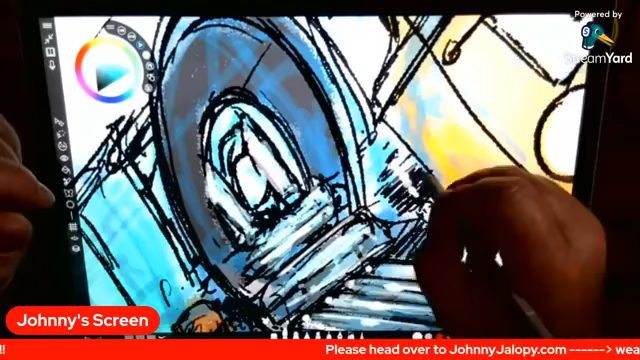 Powered by
StreamYard
Johnny's Screen
!!
Please head over to JohnnyJalopy.com ------> wea